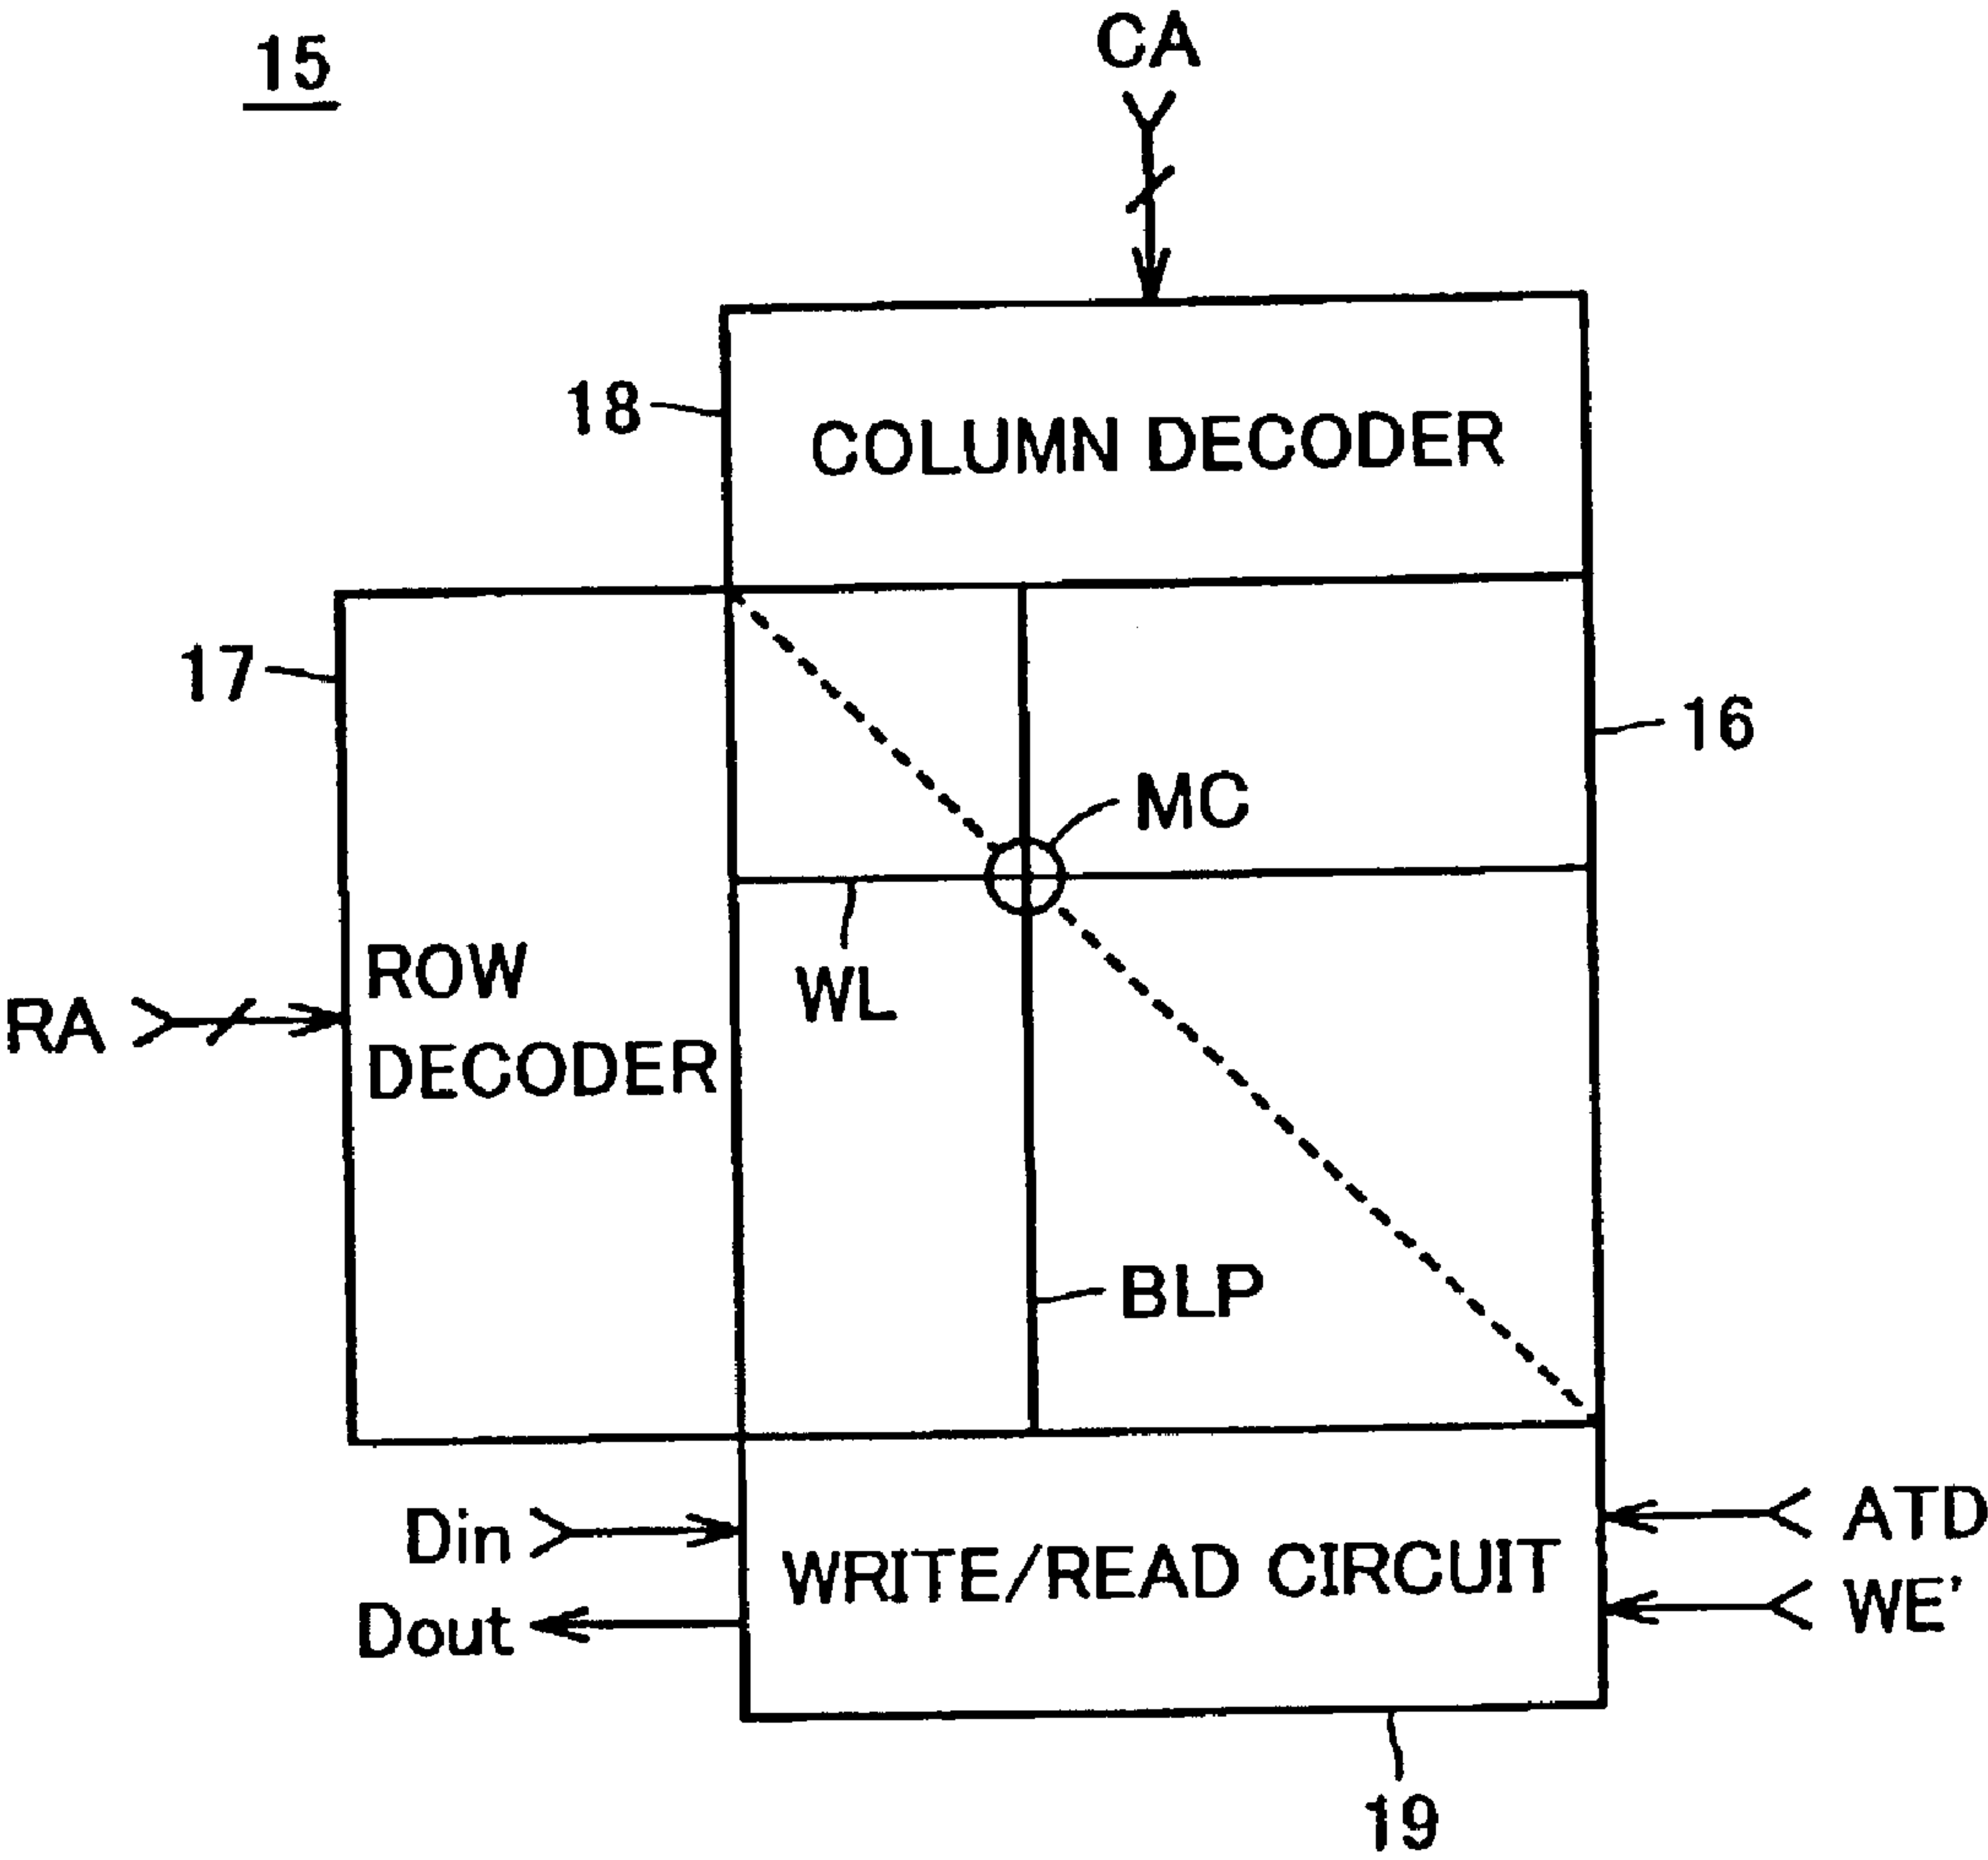 15
CA
18
COLUMN DECODER
17
16
MC
ROW
DECODER
RA
WL
BLP
Din
Dout
WRITE/READ CIRCUIT
ATD
WE'
19